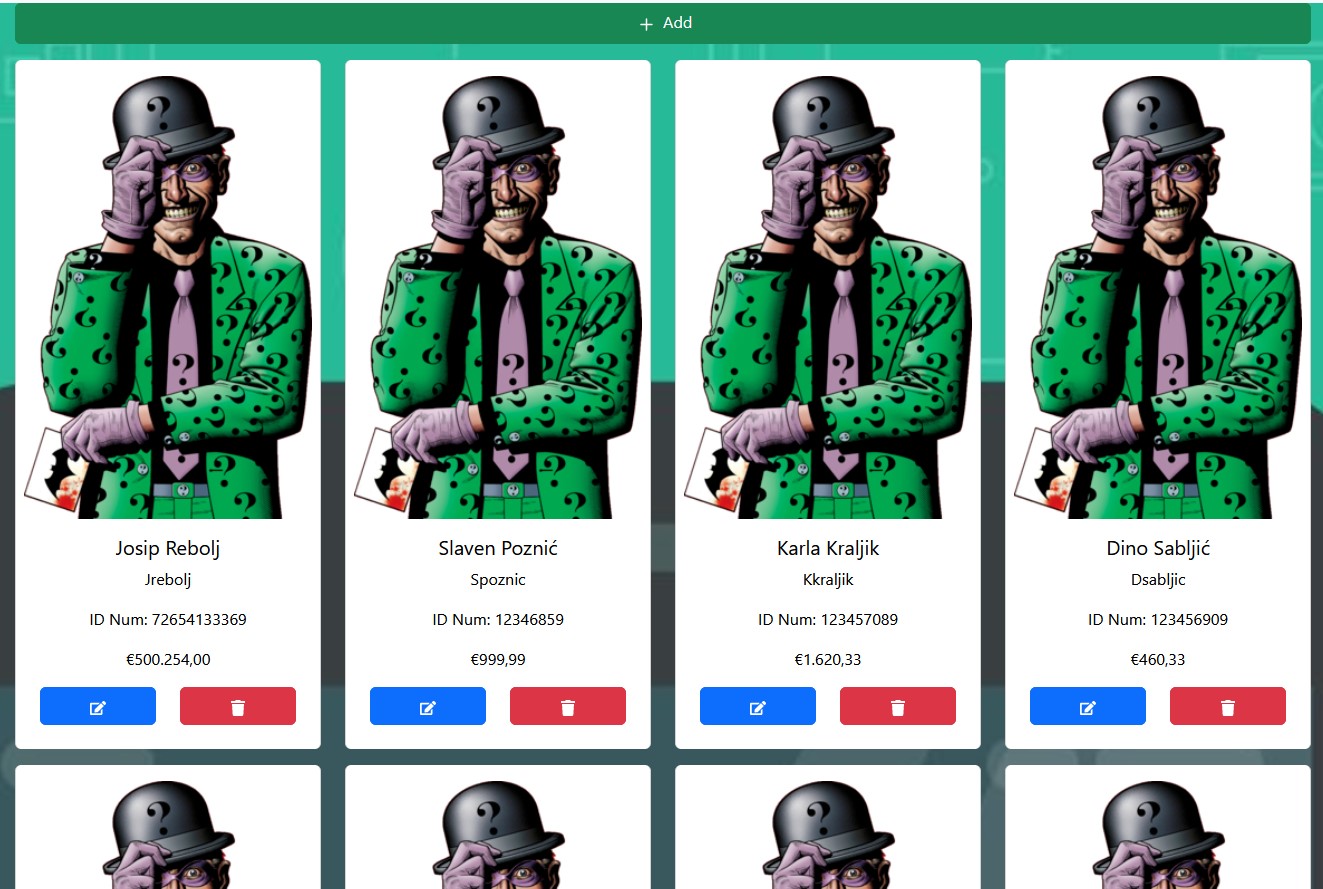 Add
Josip Rebolj
Jrebolj
ID Num: 72654133369
€500.254,00
Slaven Poznić
Spoznic
ID Num: 12346859
€999,99
Karla Kraljik
Kkraljik
ID Num: 123457089
€1.620,33
Dino Sabljić
Dsabljic
ID Num: 123456909
€460,33